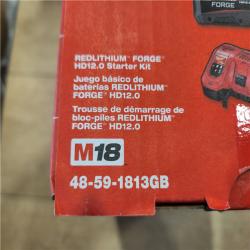 FORGE
REDLITHIUM™ FORGE™
HD12.0 Starter Kit
Juego básico de
baterías REDLITHIUM™
FORGE™ HD12.0
Trousse de démarrage de
bloc-piles REDLITHIUM™
FORGE™ HD12.0
M18
48-59-1813GB